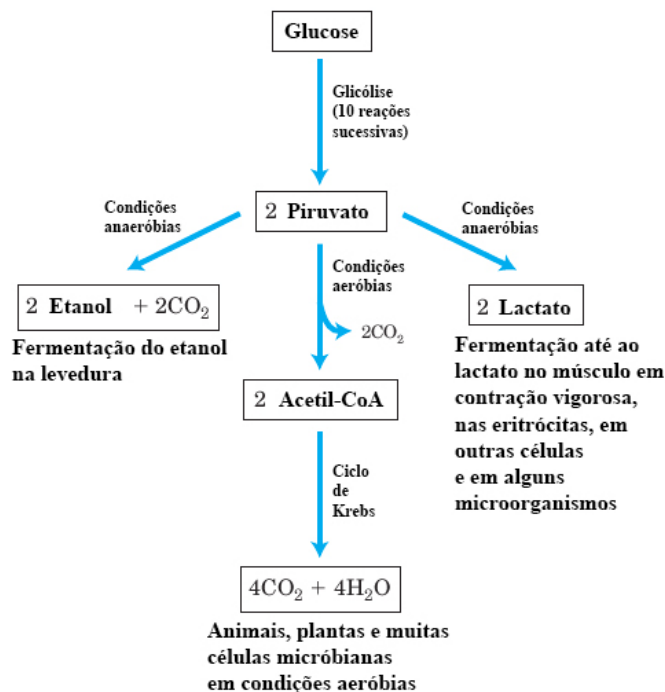 Glucose
Glicólise
(10 reações
sucessivas)
2 Piruvato
Condições
anaeróbias
Condições
anaeróbias
Condições
aeróbias
2 Etanol + 2CO₂
2CO₂
2 Lactato
Fermentação do etanol
na levedura
Fermentação até ao
lactato no músculo em
contração vigorosa,
nas eritrócitas, em
outras células
e em alguns
microorganismos
2 Acetil-CoA
Ciclo
de
Krebs
4CO₂ + 4H₂O
Animais, plantas e muitas
células micróbianas
em condições aeróbias